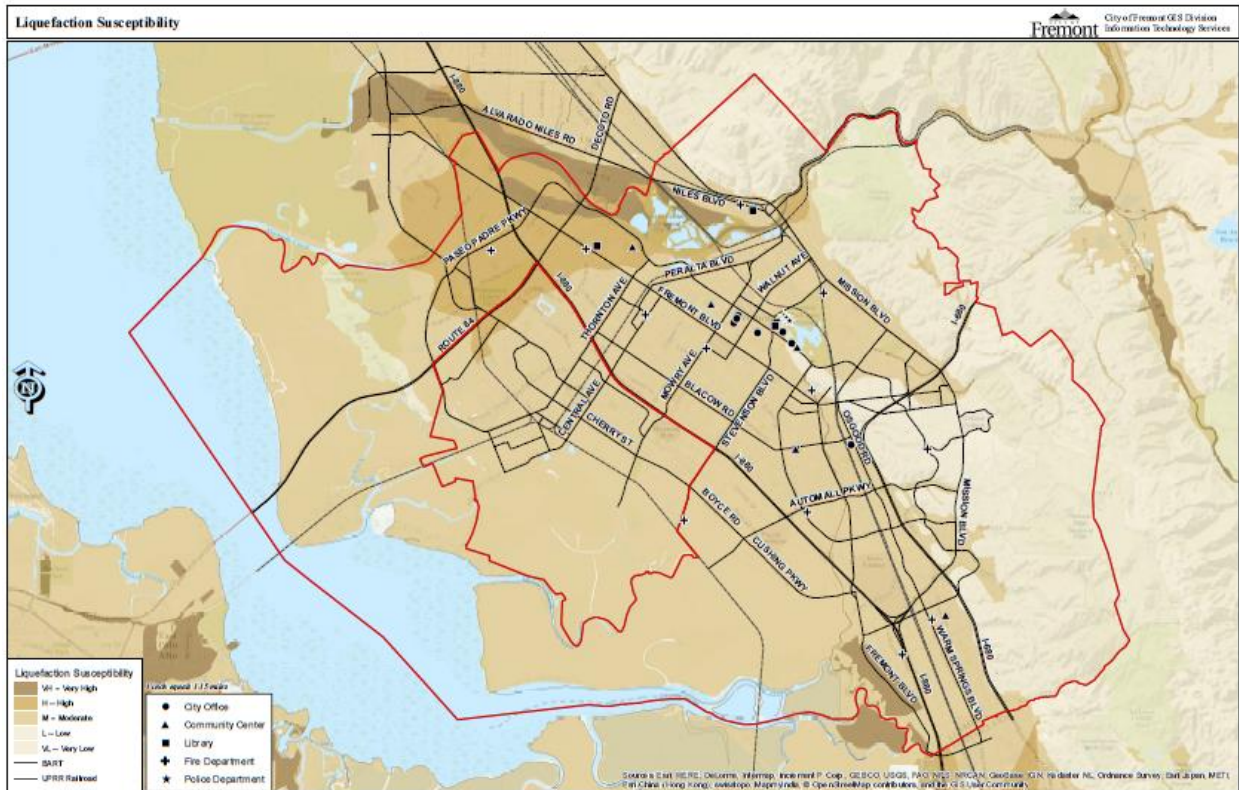 Liquefaction Susceptibility
Fremont
City of Fremont GIS Division
Information Technology Services
I-880
ALVARADO NILES RD
DECOTO RD
NILES BLVD
PASEO PADRE PKWY
PERALTA BLVD
WALNUT AVE
MISSION BLVD
I-880
THORNTON AVE
FREMONT BLVD
I-680
ROUTE 84
MOWRY AVE
BLACOW RD
STEVENSON BLVD
CENTRAL AVE
CHERRY ST
OSGOOD RD
I-880
BOYCE RD
AUTO MALL PKWY
MISSION BLVD
CUSHING PKWY
FREMONT BLVD
I-880
WARM SPRINGS BLVD
I-680
N
Liquefaction Susceptibility
VH – Very High
H – High
M – Moderate
L – Low
VL – Very Low
BART
UPRR Railroad
City Office
Community Center
Library
Fire Department
Police Department